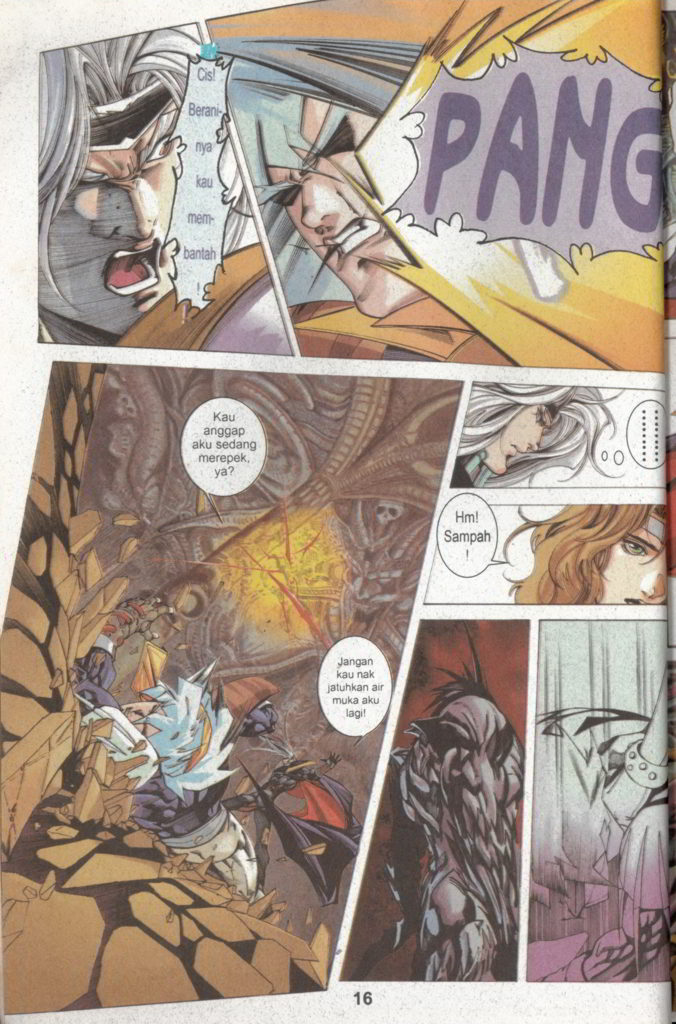 Cis!
Berani-
nya
kau
mem-
bantah
!
PANG
Kau
anggap
aku sedang
merepek,
ya?
Hm!
Sampah
!
Jangan
kau nak
jatuhkan air
muka aku
lagi!
16